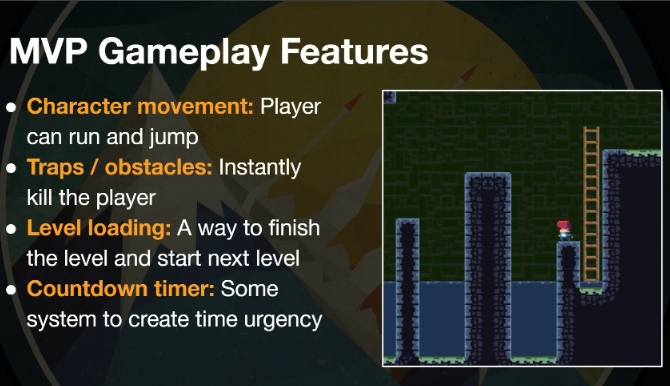 MVP Gameplay Features
● Character movement: Player
can run and jump
● Traps / obstacles: Instantly
kill the player
● Level loading: A way to finish
the level and start next level
● Countdown timer: Some
system to create time urgency